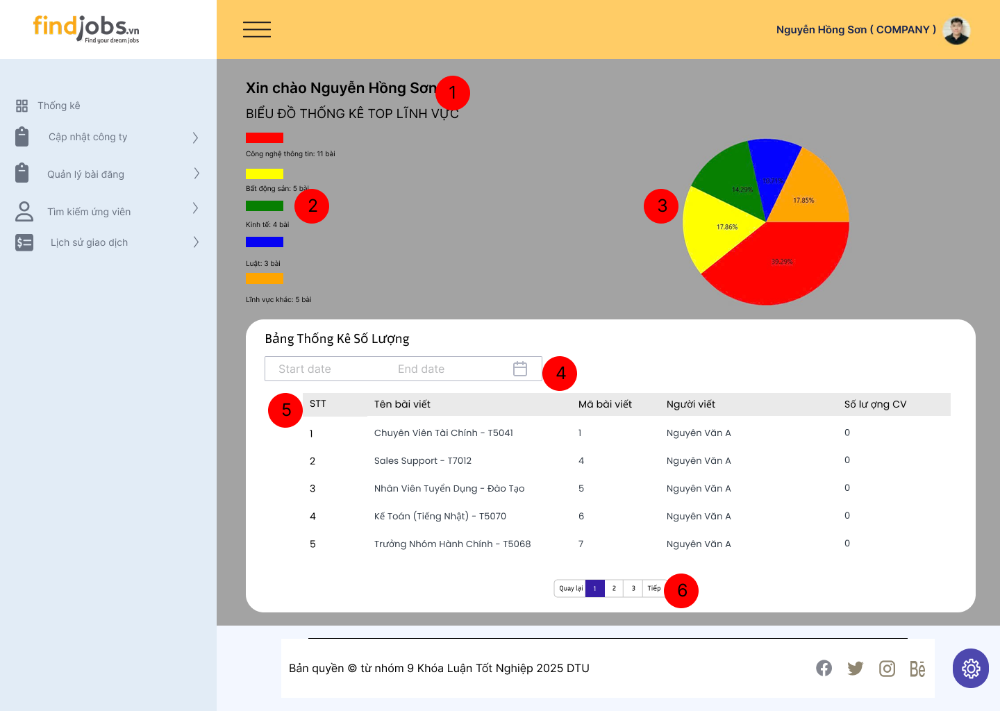 findjobs.vn
Find your dream jobs
Nguyễn Hồng Sơn ( COMPANY )
Thống kê
Cập nhật công ty
Quản lý bài đăng
Tìm kiếm ứng viên
Lịch sử giao dịch
Xin chào Nguyễn Hồng Sơn
1
BIỂU ĐỒ THỐNG KÊ TOP LĨNH VỰC
Công nghệ thông tin: 11 bài
Bất động sản: 5 bài
2
Kinh tế: 4 bài
Luật: 3 bài
Lĩnh vực khác: 5 bài
3
14.29%
17.85%
17.86%
39.29%
Bảng Thống Kê Số Lượng
Start date End date
4
5
STT Tên bài viết Mã bài viết Người viết Số lư ợng CV
1 Chuyên Viên Tài Chính - T5041 1 Nguyên Văn A 0
2 Sales Support - T7012 4 Nguyên Văn A 0
3 Nhân Viên Tuyển Dụng - Đào Tạo 5 Nguyên Văn A 0
4 Kế Toán (Tiếng Nhật) - T5070 6 Nguyên Văn A 0
5 Trưởng Nhóm Hành Chính - T5068 7 Nguyên Văn A 0
Quay lại 1 2 3 Tiếp
6
Bản quyền © từ nhóm 9 Khóa Luận Tốt Nghiệp 2025 DTU